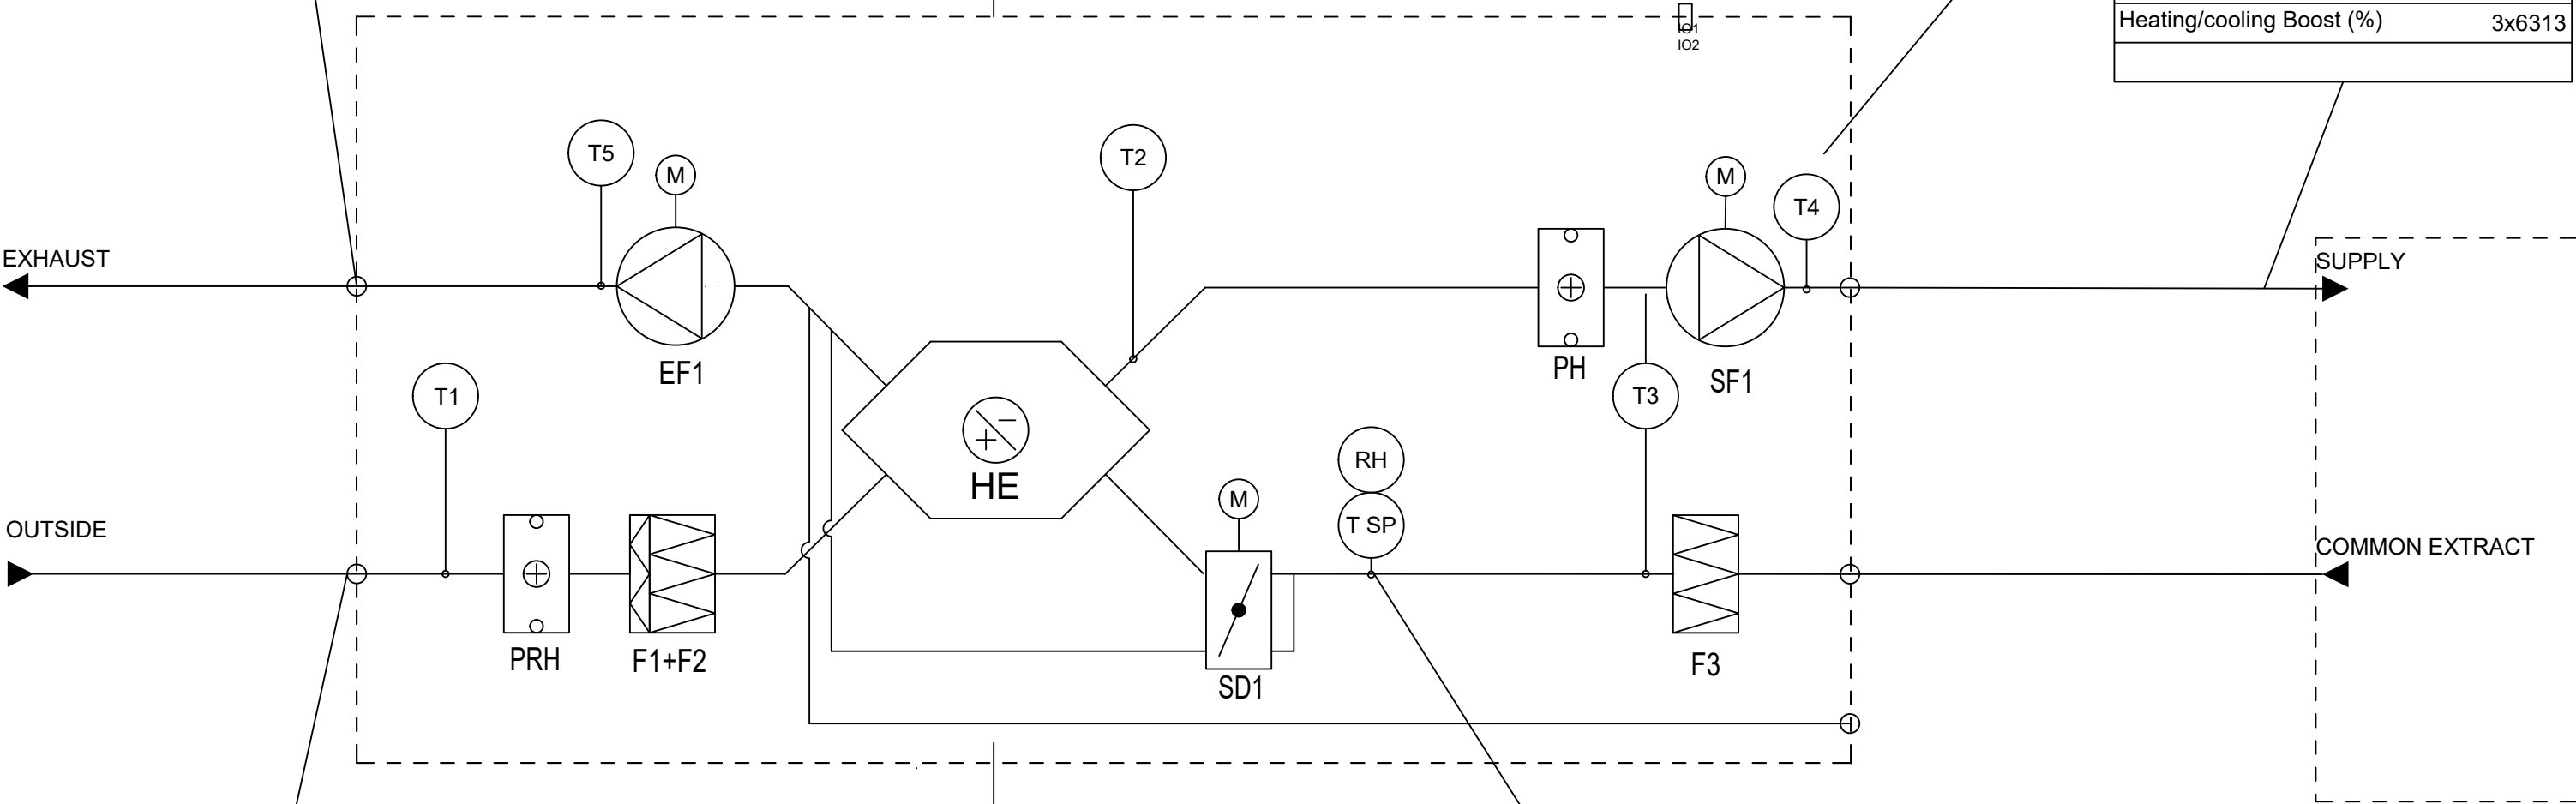 Heating/cooling Boost (%) 3x6313
IO1
IO2
T5
M
T2
M
T4
EXHAUST
SUPPLY
EF1
PH
SF1
T1
T3
HE
RH
M
T SP
OUTSIDE
COMMON EXTRACT
PRH
F1+F2
SD1
F3